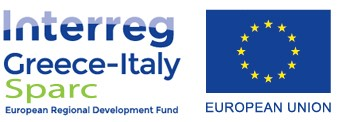 Interreg
Greece-Italy
Sparc
European Regional Development Fund
EUROPEAN UNION